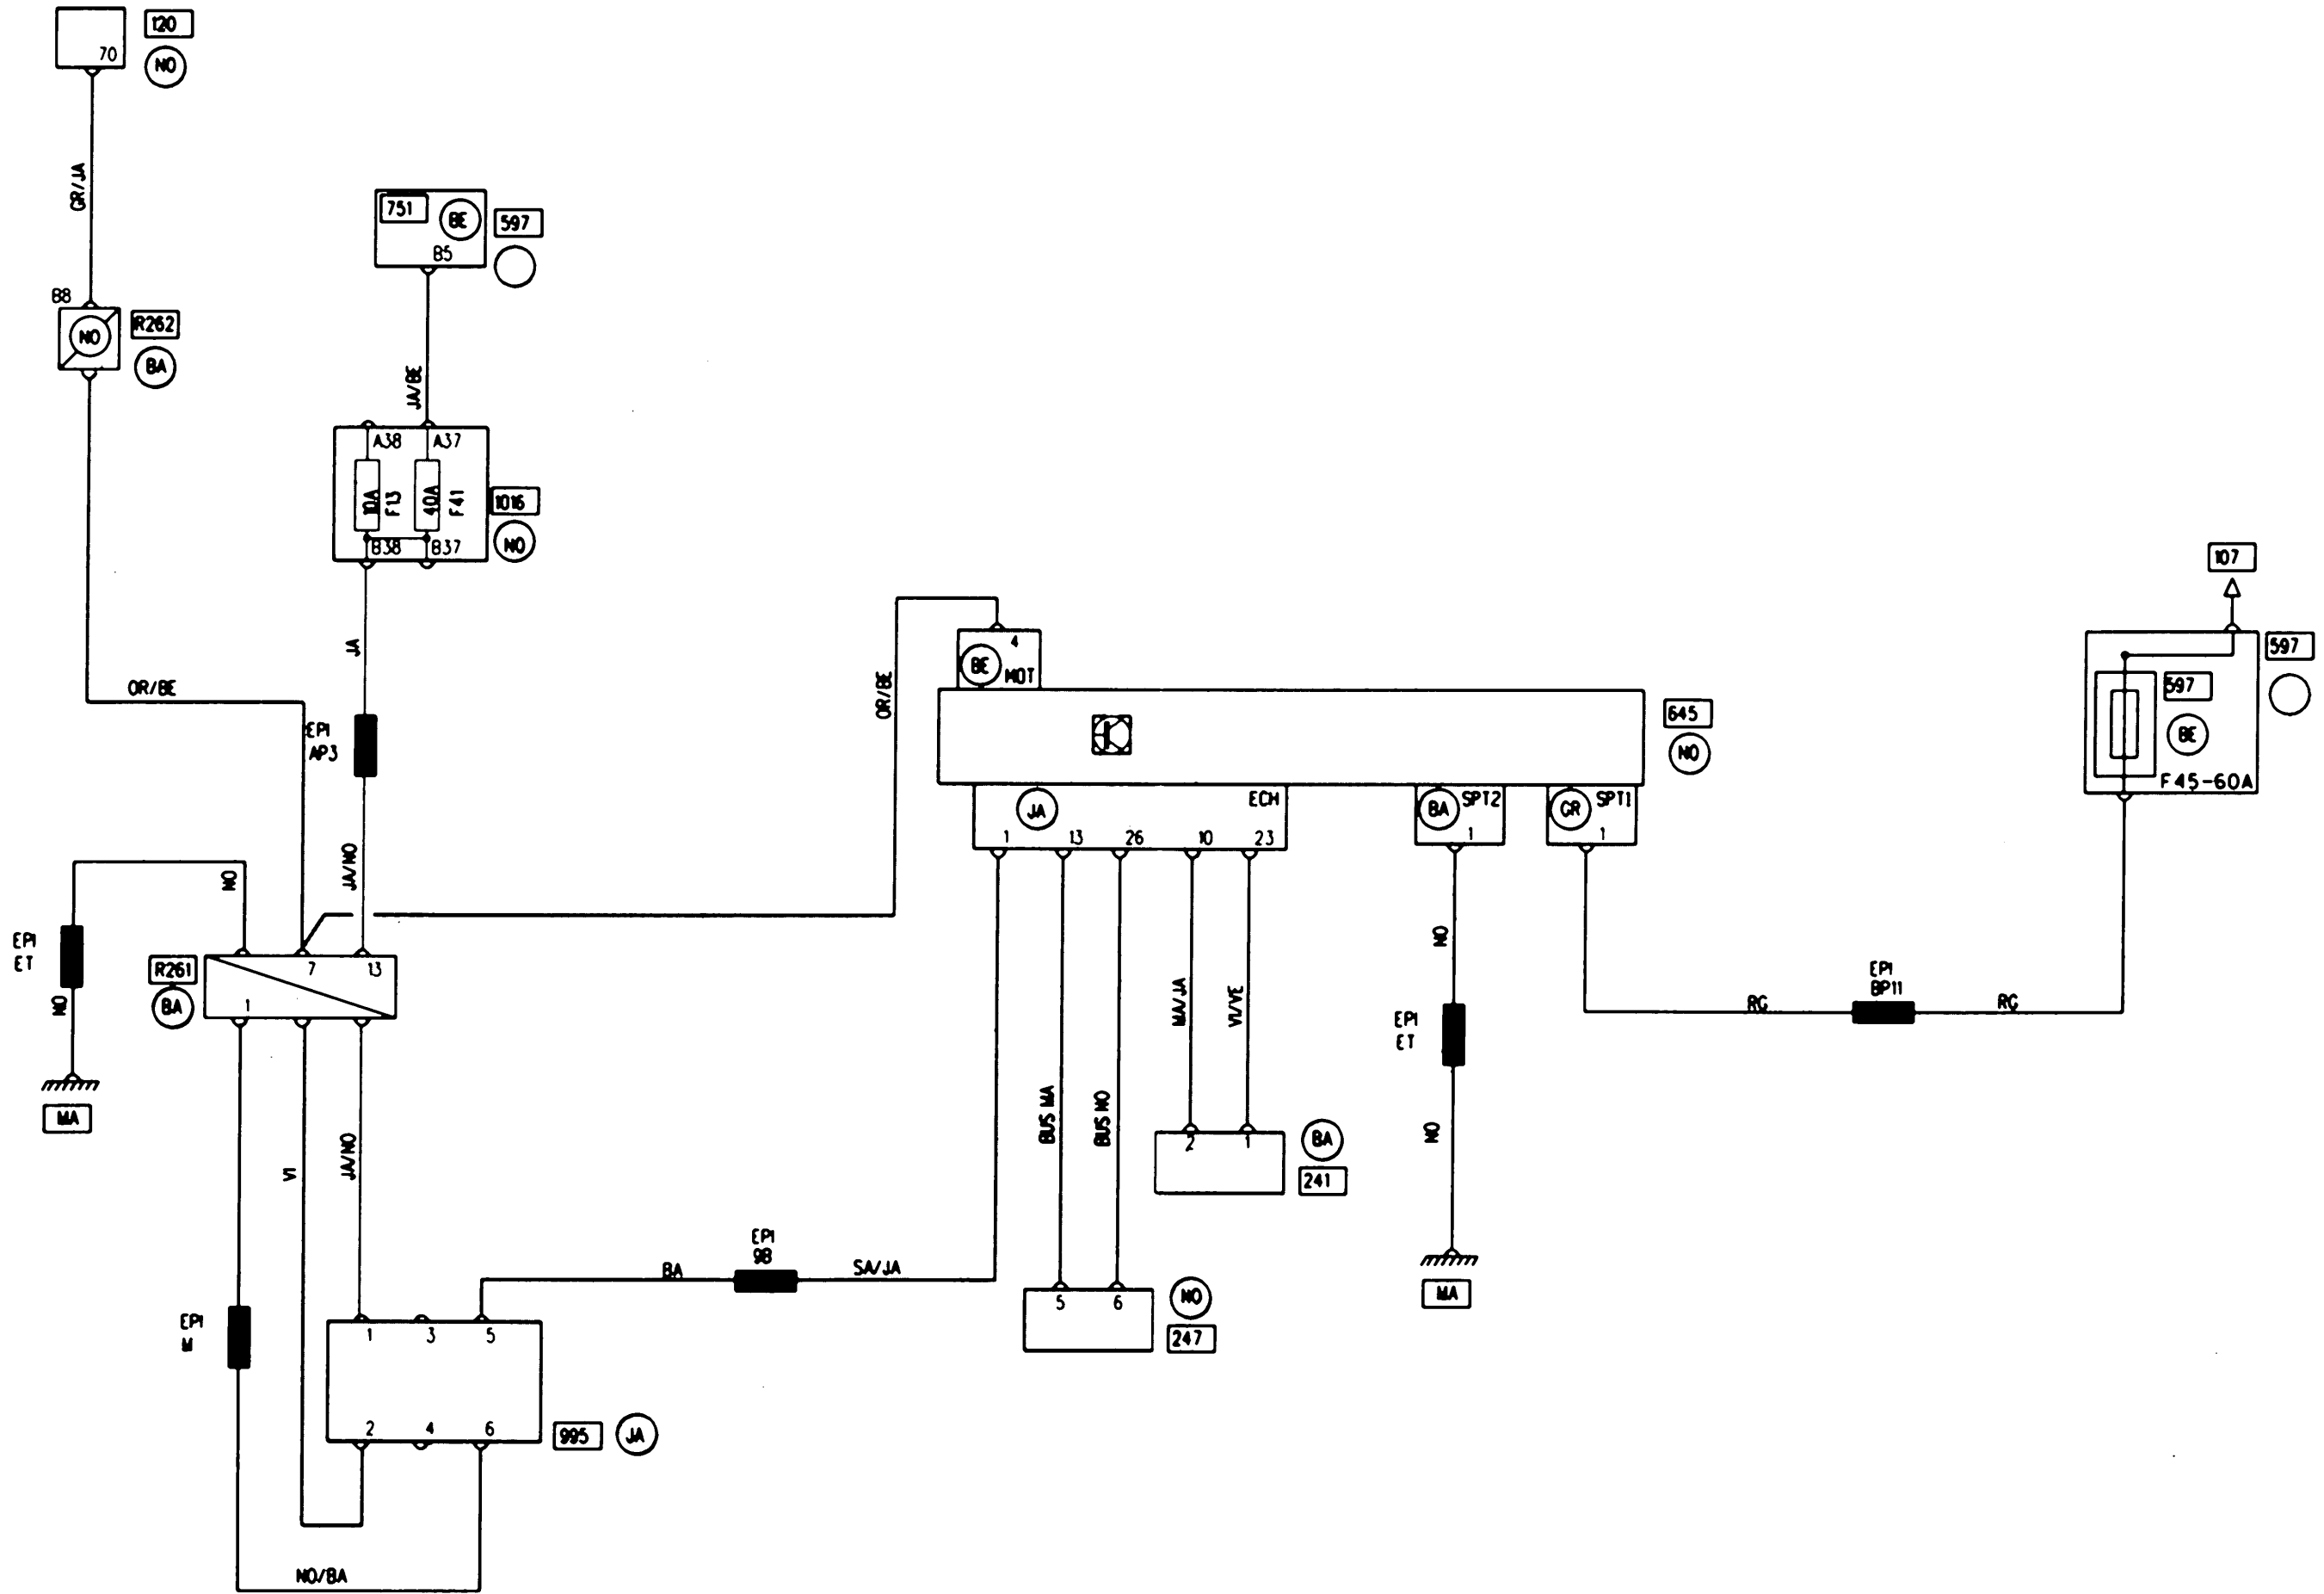 120
70
NO
GR/JA
751
BE
597
B5
B8
NO
R262
BA
JA/BE
A38
A37
10A
F13
40A
F41
1016
B38
B37
NO
107
JA
4
BE
MOT
597
597
BE
F45-60A
OR/BE
OR/BE
645
NO
EPI
AP3
JA
ECH
BA
SPT2
GR
SPT1
1
13
26
10
23
1
1
NO
JA/NO
EPI
ET
NO
R261
BA
7
13
1
NO
MA/JA
VI/VE
EPI
BP11
RG
RG
EPI
ET
MA
BUS MA
BUS NO
NO
VI
JA/NO
2
1
BA
241
EPI
9B
BA
SA/JA
MA
EPI
M
1
3
5
5
6
NO
247
2
4
6
995
JA
NO/BA